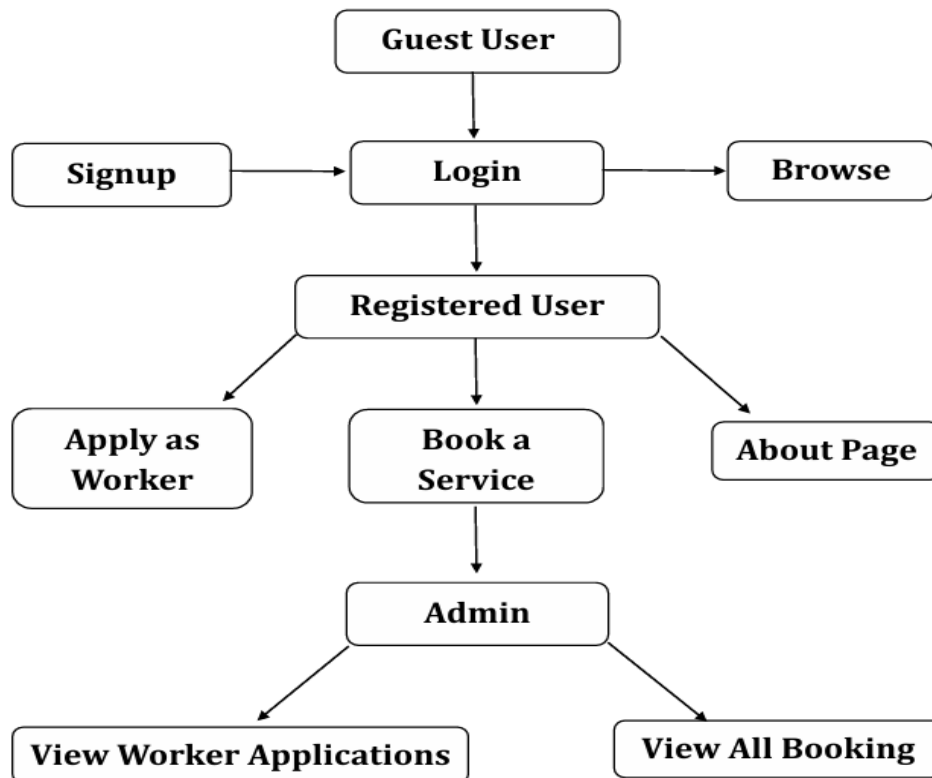 Guest User
Signup
Login
Browse
Registered User
Apply as
Worker
Book a
Service
About Page
Admin
View Worker Applications
View All Booking